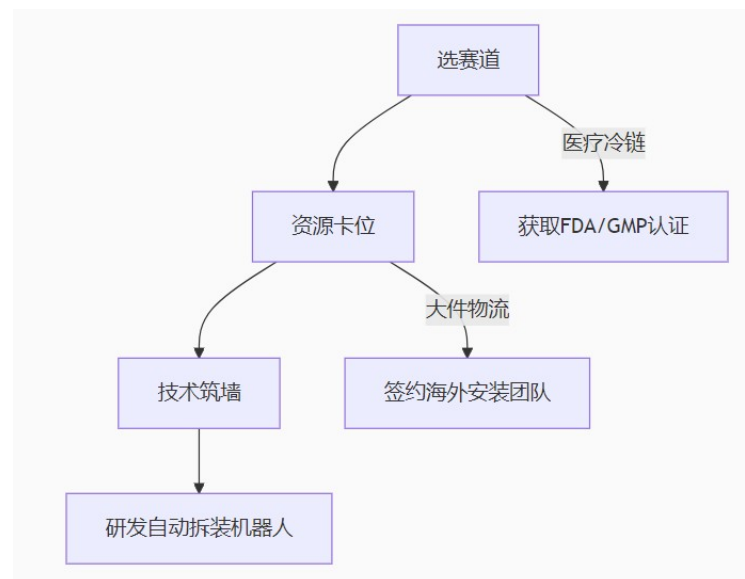 选赛道
医疗冷链
资源卡位
获取FDA/GMP认证
大件物流
技术筑墙
签约海外安装团队
研发自动拆装机器人